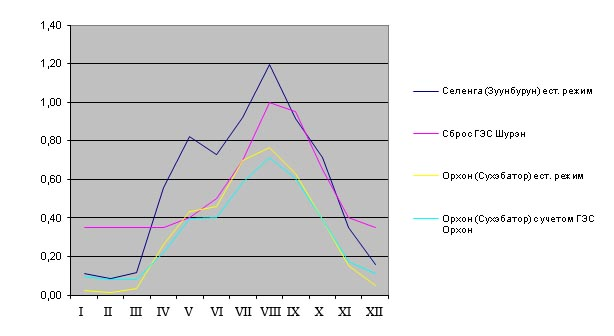 1,40
1,20
1,00
0,80
0,60
0,40
0,20
0,00
I II III IV V VI VII VIII IX X XI XII
Селенга (Зуунбурун) ест. режим
Сброс ГЭС Шурэн
Орхон (Сухэбатор) ест. режим
Орхон (Сухэбатор) с учетом ГЭС
Орхон